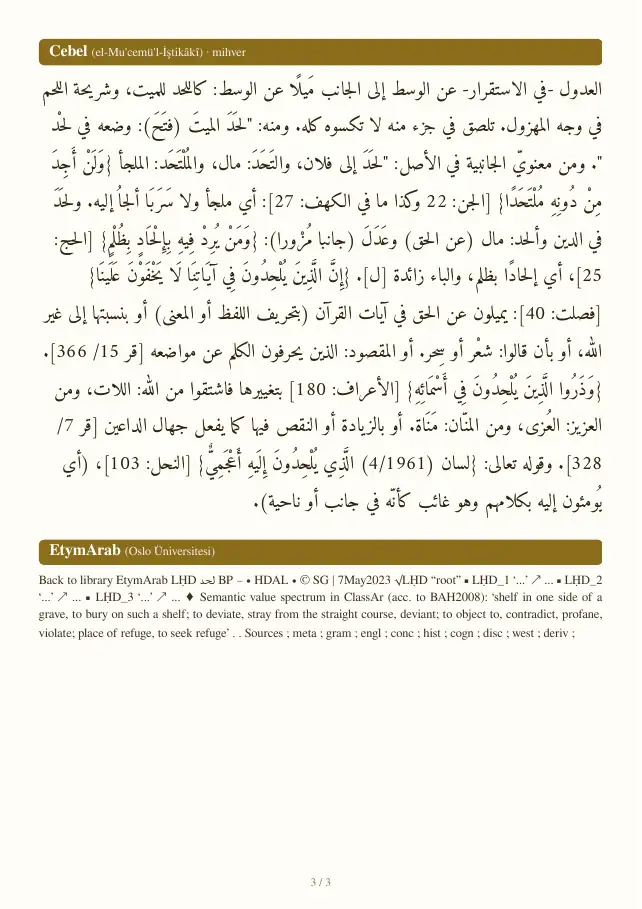 Cebel (el-Mu'cemü'l-İştikâkî) · mihver
العدول -في الاستقرار- عن الوسط إلى الجانب مَيلًا عن الوسط: كاللحد للميت، وشريحة اللحم
في وجه المهزول. تلصق في جزء منه لا تكسوه كله. ومنه: "لحَدَ الميتَ (فتَحَ): وضعه في لحْد
". ومن معنويّ الجانبية في الأصل: "لحَدَ إلى فلان، والتَحَدَ: مال، والمُلْتَحَد: الملجأ {وَلَنْ أَجِدَ
مِنْ دُونِهِ مُلْتَحَدًا} [الجن: 22 وكذا ما في الكهف: 27]: أي ملجأ ولا سَرَبَا ألجأُ إليه. ولحَدَ
في الدين وألحد: مال (عن الحق) وعَدَلَ (جانبا مُزْورا): {وَمَنْ يُرِدْ فِيهِ بِإِلْحَادٍ بِظُلْمٍ} [الحج:
25]، أي إلحادًا بظلم، والباء زائدة [ل]. {إِنَّ الَّذِينَ يُلْحِدُونَ فِي آيَاتِنَا لَا يَخْفَوْنَ عَلَينَا}
[فصلت: 40]: يميلون عن الحق في آيات القرآن (بتحريف اللفظ أو المعنى) أو بنسبتها إلى غير
الله، أو بأن قالوا: شعْر أو سِحر. أو المقصود: الذين يحرفون الكلم عن مواضعه [قر 15/ 366].
{وَذَرُوا الَّذِينَ يُلْحِدُونَ فِي أَسْمَائِهِ} [الأعراف: 180] بتغييرها فاشتقوا من الله: اللات، ومن
العزيز: العُزى، ومن المنّان: مَنَاة. أو بالزيادة أو النقص فيها كما يفعل جهال الداعين [قر 7/
328]. وقوله تعالى: {لسان (4/1961) الَّذِي يُلْحِدُونَ إِلَيهِ أَعْجَمِيٌّ} [النحل: 103]، (أي
يُومئون إليه بكلامهم وهو غائب كأنّه في جانب أو ناحية).
EtymArab (Oslo Üniversitesi)
Back to library EtymArab LḤD لحد BP – • HDAL • © SG | 7May2023 √LḤD “root” ▪ LḤD_1 ‘...’ ↗ ... ▪ LḤD_2
‘...’ ↗ ... ▪ LḤD_3 ‘...’ ↗ ... ♦ Semantic value spectrum in ClassAr (acc. to BAH2008): ‘shelf in one side of a
grave, to bury on such a shelf; to deviate, stray from the straight course, deviant; to object to, contradict, profane,
violate; place of refuge, to seek refuge’ . . Sources ; meta ; gram ; engl ; conc ; hist ; cogn ; disc ; west ; deriv ;
3 / 3